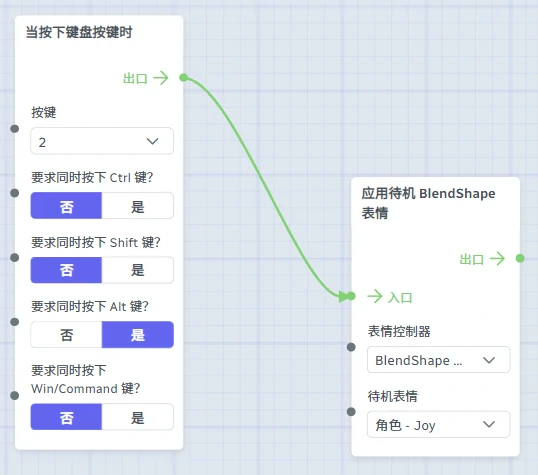 当按下键盘按键时
出口
按键
2
要求同时按下 Ctrl 键？
否 是
要求同时按下 Shift 键？
否 是
要求同时按下 Alt 键？
否 是
要求同时按下
Win/Command 键？
否 是
应用待机 BlendShape
表情
出口
入口
表情控制器
BlendShape ...
待机表情
角色 - Joy